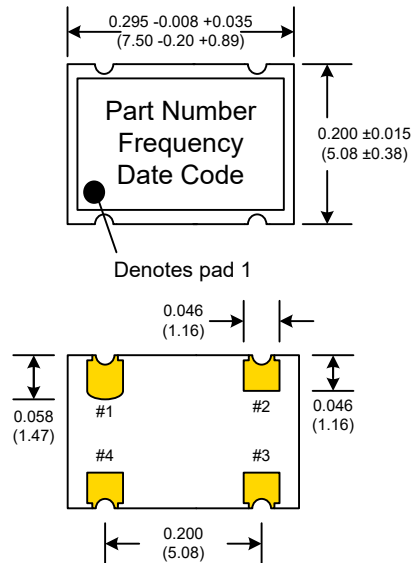 0.295 -0.008 +0.035
(7.50 -0.20 +0.89)
Part Number
Frequency
Date Code
0.200 ±0.015
(5.08 ±0.38)
Denotes pad 1
0.046
(1.16)
0.058
(1.47)
#1
#2
0.046
(1.16)
#4
#3
0.200
(5.08)